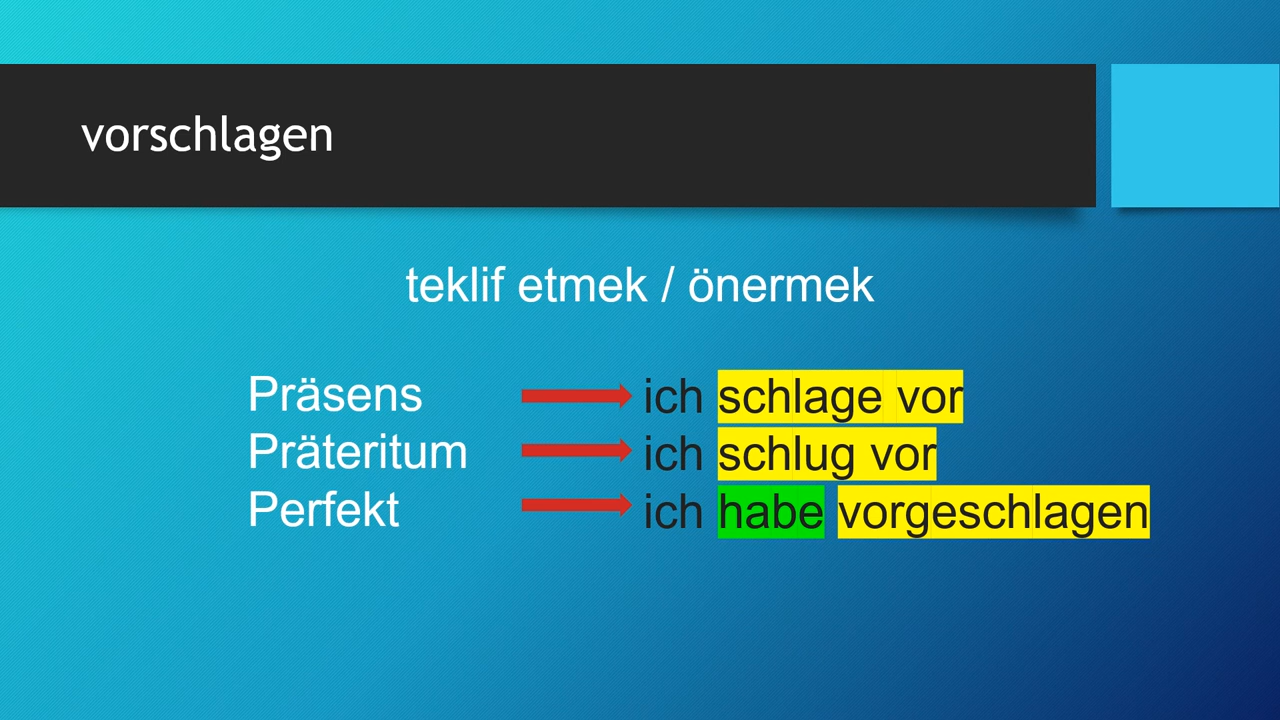 vorschlagen
teklif etmek / önermek
Präsens ich schlage vor
Präteritum ich schlug vor
Perfekt ich habe vorgeschlagen